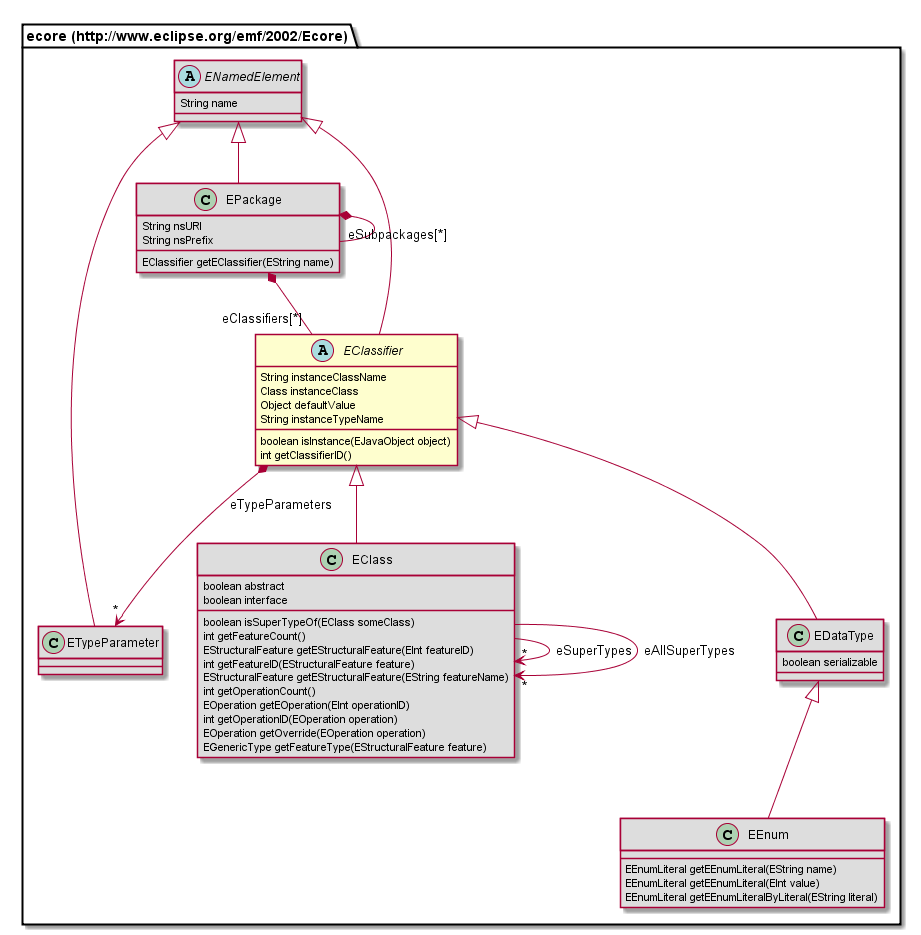 ecore (http://www.eclipse.org/emf/2002/Ecore)
A ENamedElement
String name
C EPackage
String nsURI
String nsPrefix
EClassifier getEClassifier(EString name)
eSubpackages[*]
eClassifiers[*]
A EClassifier
String instanceClassName
Class instanceClass
Object defaultValue
String instanceTypeName
boolean isInstance(EJavaObject object)
int getClassifierID()
eTypeParameters
*
C ETypeParameter
C EClass
boolean abstract
boolean interface
boolean isSuperTypeOf(EClass someClass)
int getFeatureCount()
EStructuralFeature getEStructuralFeature(EInt featureID)
int getFeatureID(EStructuralFeature feature)
EStructuralFeature getEStructuralFeature(EString featureName)
int getOperationCount()
EOperation getEOperation(EInt operationID)
int getOperationID(EOperation operation)
EOperation getOverride(EOperation operation)
EGenericType getFeatureType(EStructuralFeature feature)
*
eSuperTypes
*
eAllSuperTypes
C EDataType
boolean serializable
C EEnum
EEnumLiteral getEEnumLiteral(EString name)
EEnumLiteral getEEnumLiteral(EInt value)
EEnumLiteral getEEnumLiteralByLiteral(EString literal)